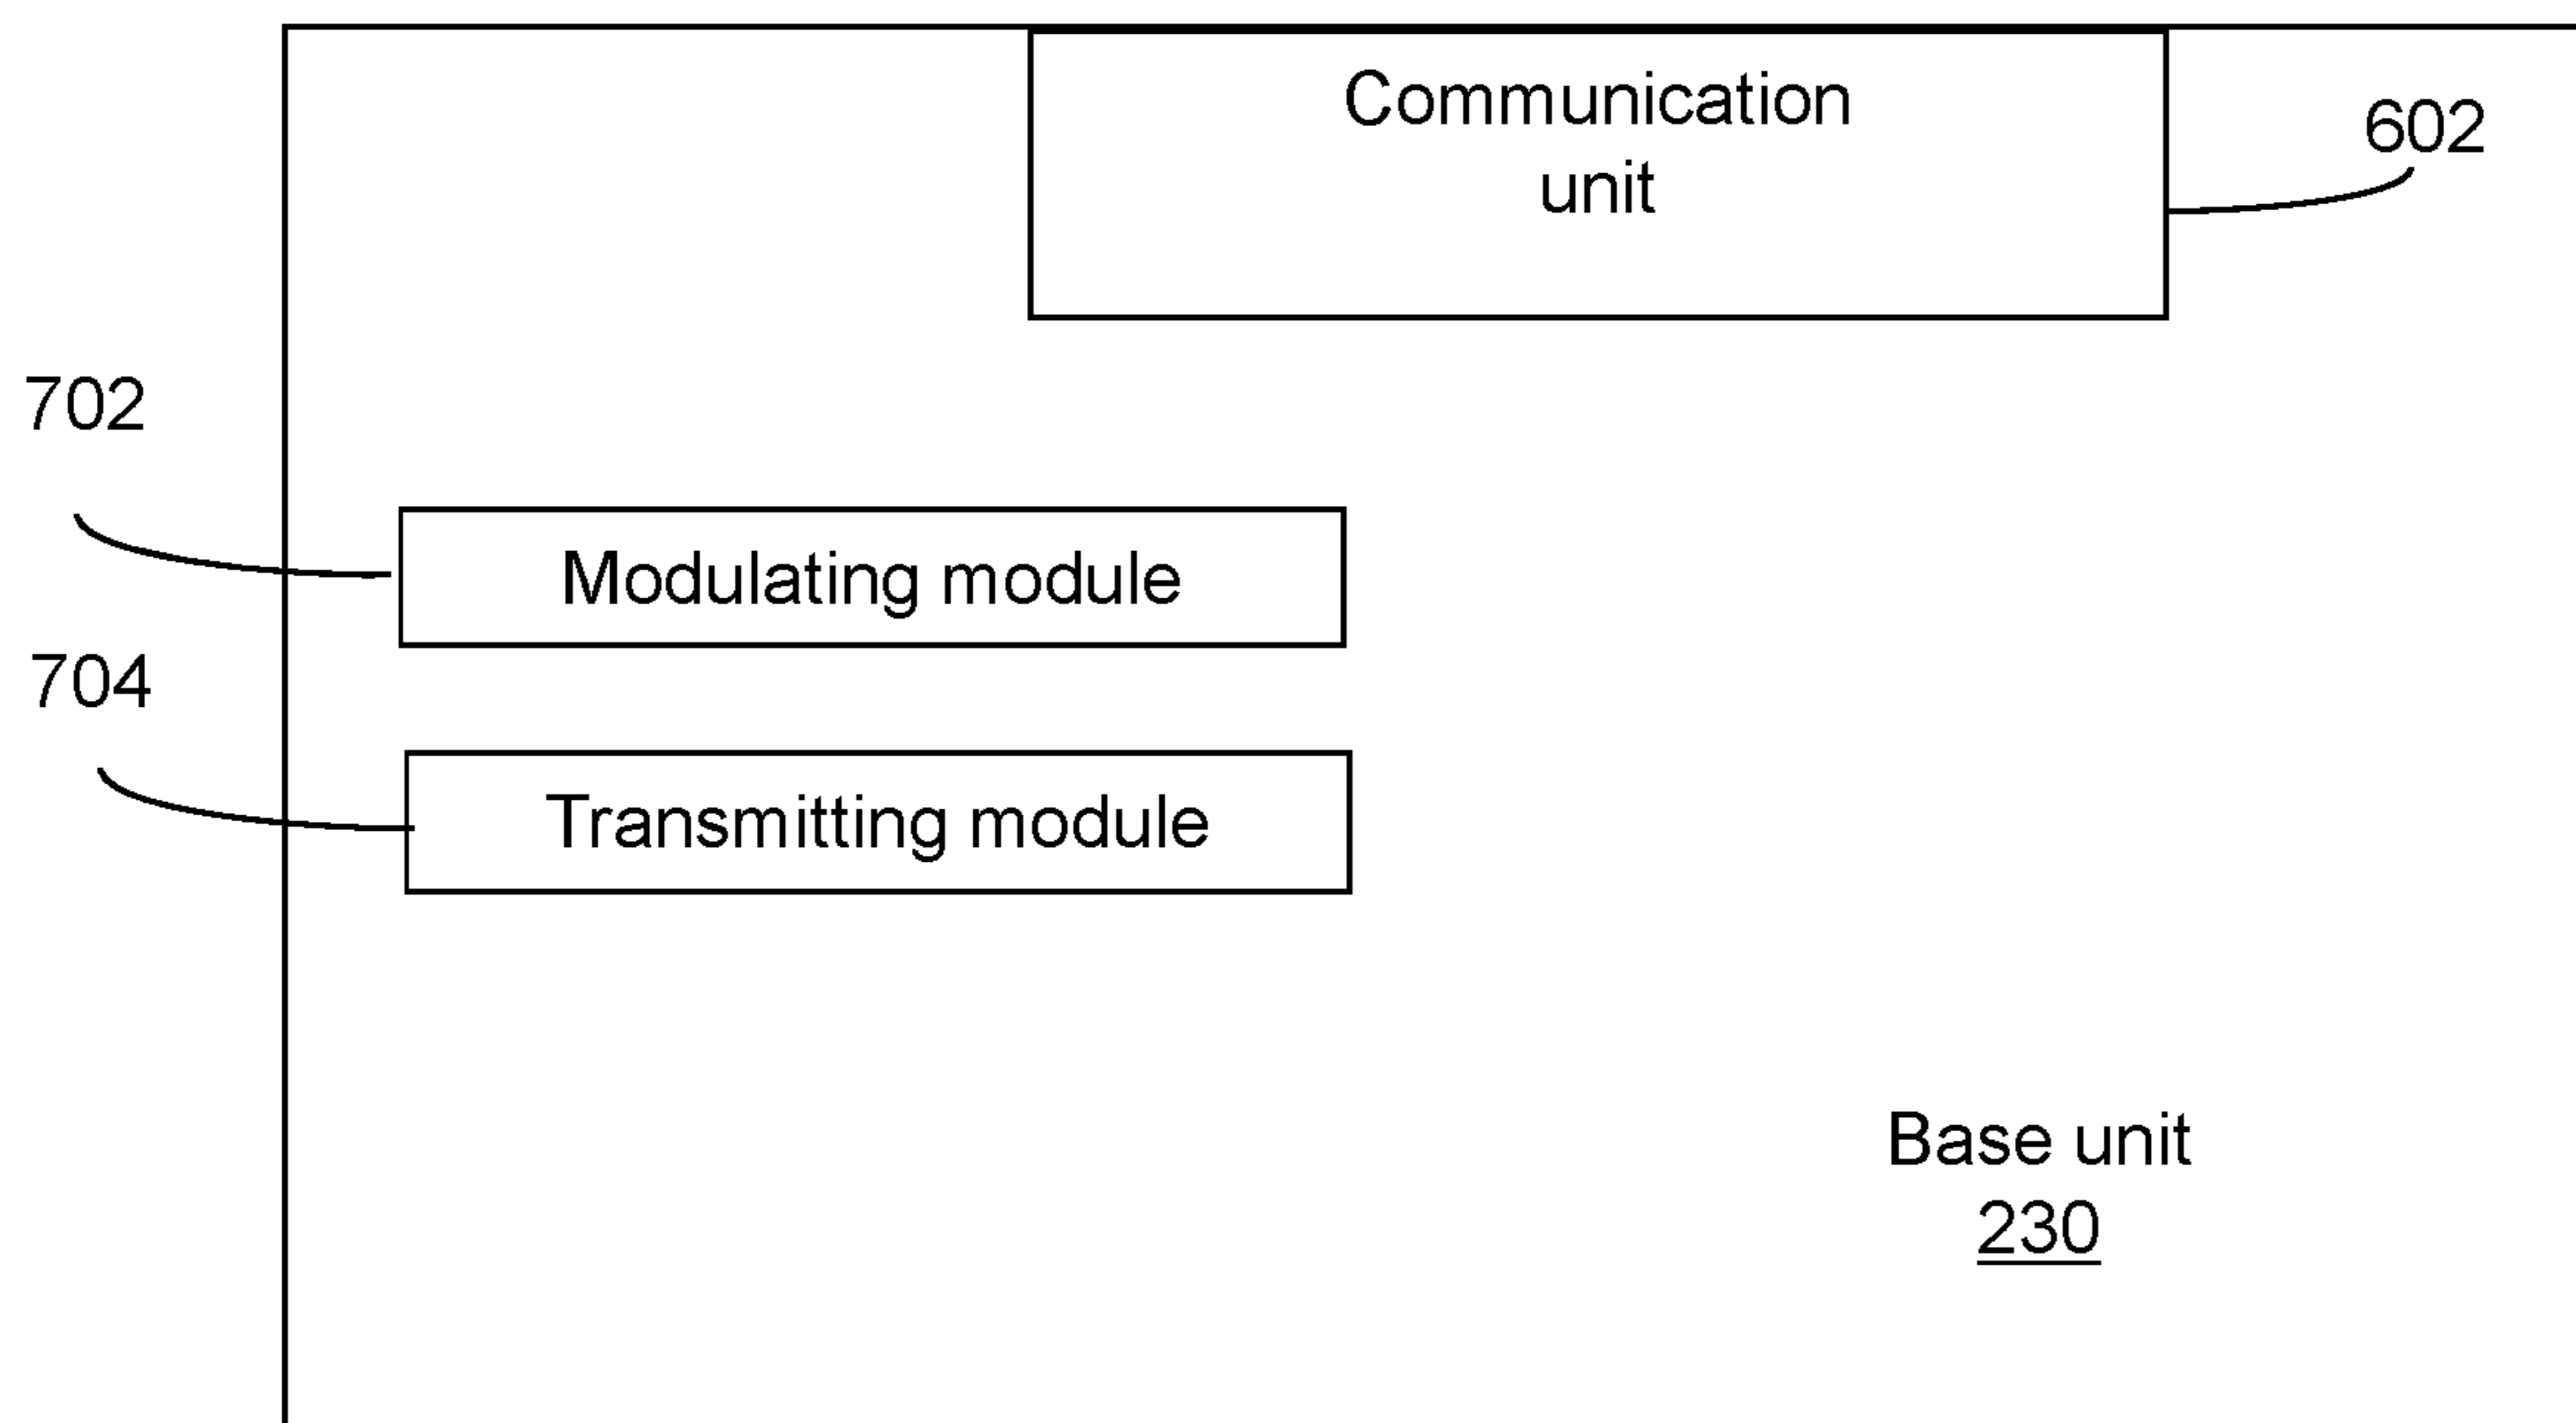 Communication
unit
602
702
Modulating module
704
Transmitting module
Base unit
230